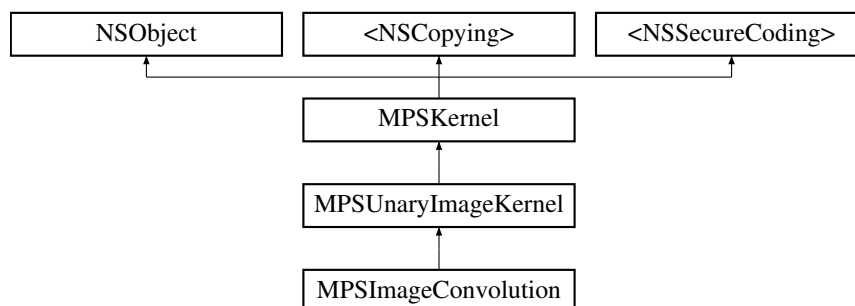 NSObject
<NSCopying>
<NSSecureCoding>
MPSKernel
MPSUnaryImageKernel
MPSImageConvolution